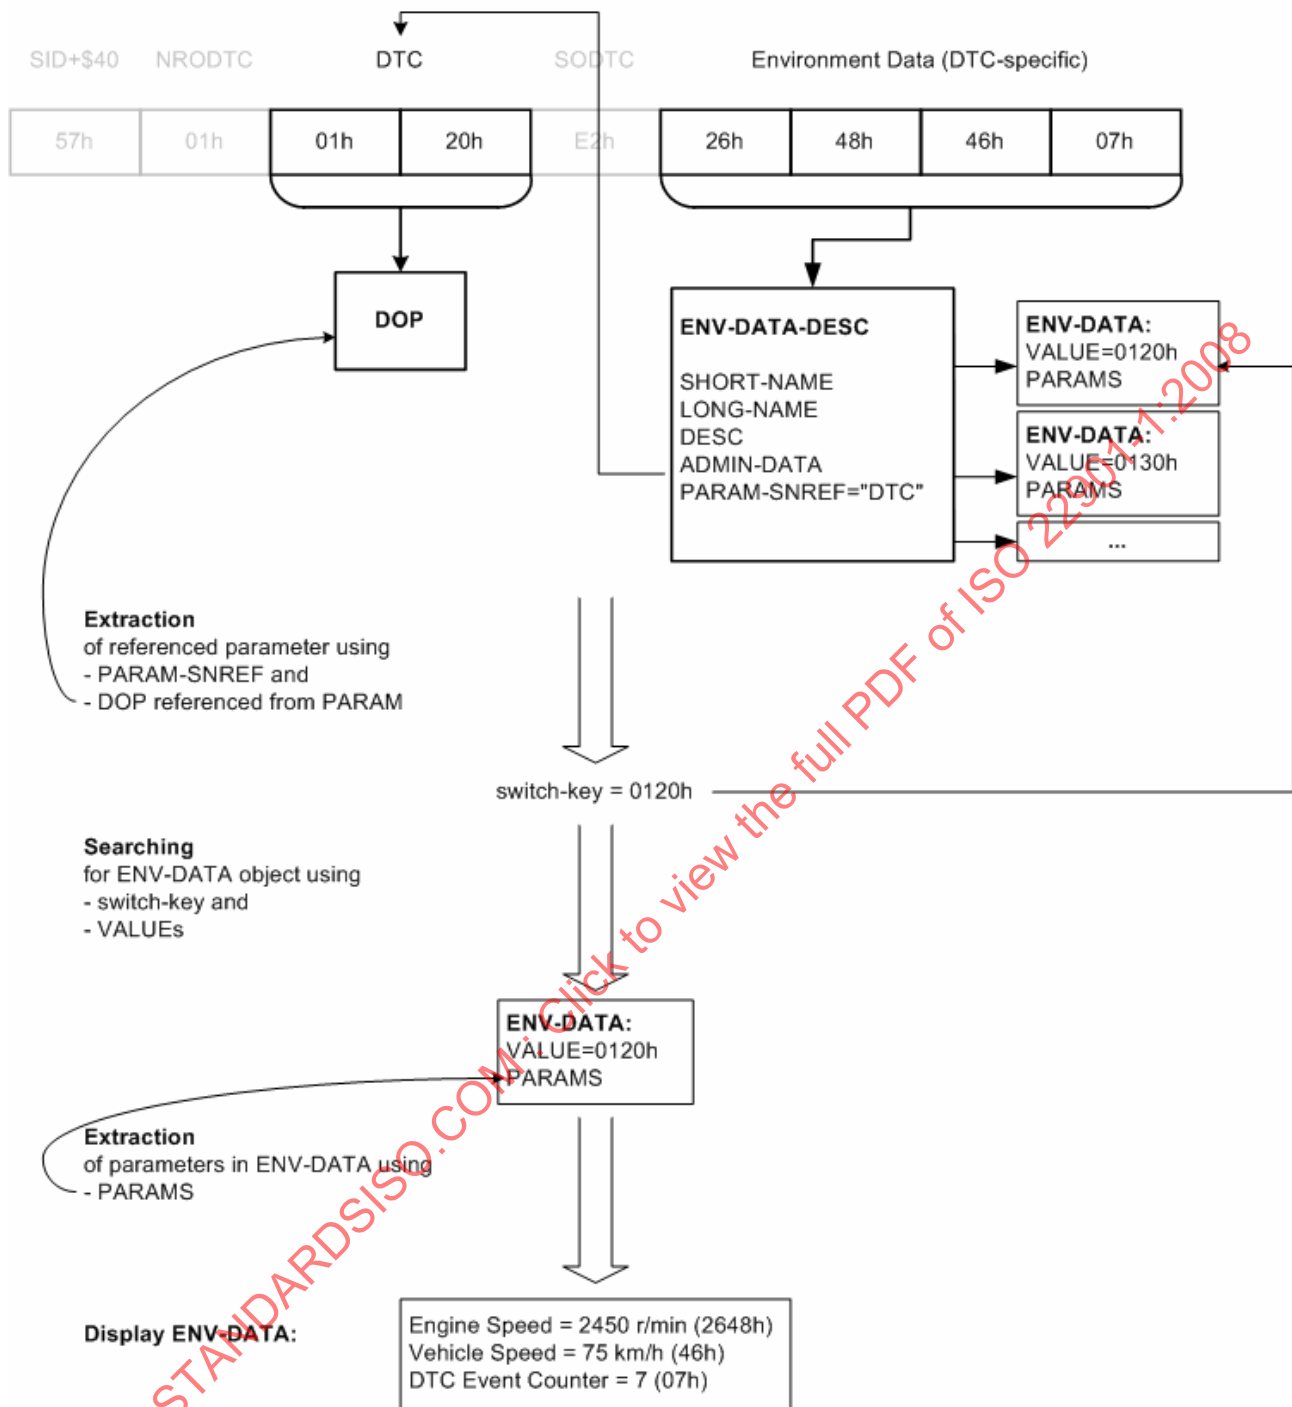 SID+$40 NRODTC DTC SODTC Environment Data (DTC-specific)
57h 01h 01h 20h E2h 26h 48h 46h 07h
DOP
ENV-DATA-DESC
SHORT-NAME
LONG-NAME
DESC
ADMIN-DATA
PARAM-SNREF="DTC"
ENV-DATA:
VALUE=0120h
PARAMS
ENV-DATA:
VALUE=0130h
PARAMS
...
Extraction
of referenced parameter using
- PARAM-SNREF and
- DOP referenced from PARAM
switch-key = 0120h
Searching
for ENV-DATA object using
- switch-key and
- VALUEs
ENV-DATA:
VALUE=0120h
PARAMS
Extraction
of parameters in ENV-DATA using
- PARAMS
Display ENV-DATA:
Engine Speed = 2450 r/min (2648h)
Vehicle Speed = 75 km/h (46h)
DTC Event Counter = 7 (07h)
STANDARDSISO.COM : Click to view the full PDF of ISO 22901-1:2008